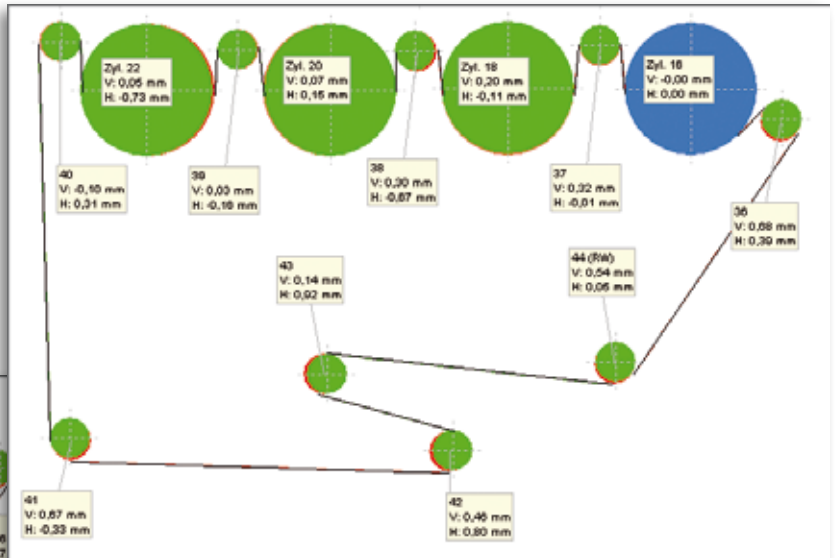 Zyl. 22
V: 0,05 mm
H: -0,73 mm
Zyl. 20
V: 0,07 mm
H: 0,15 mm
Zyl. 18
V: 0,20 mm
H: -0,11 mm
Zyl. 16
V: -0,00 mm
H: 0,00 mm
40
V: -0,10 mm
H: 0,31 mm
39
V: 0,03 mm
H: -0,16 mm
38
V: 0,30 mm
H: -0,67 mm
37
V: 0,32 mm
H: -0,01 mm
36
V: 0,68 mm
H: 0,39 mm
43
V: 0,14 mm
H: 0,92 mm
44 (RW)
V: 0,54 mm
H: 0,05 mm
41
V: 0,67 mm
H: -0,33 mm
42
V: 0,46 mm
H: 0,80 mm